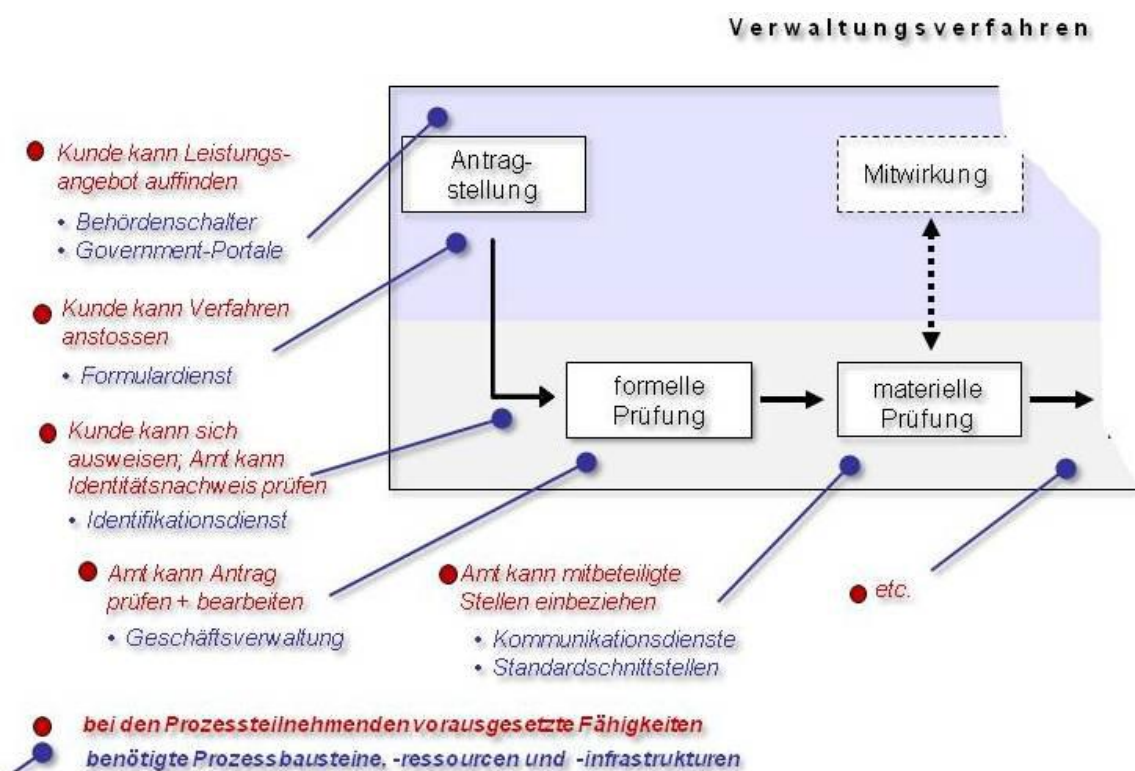 Verwaltungsverfahren
Kunde kann Leistungs-
angebot auffinden
• Behördenschalter
• Government-Portale
Antrag-
stellung
Mitwirkung
Kunde kann Verfahren
anstossen
• Formulardienst
formelle
Prüfung
materielle
Prüfung
Kunde kann sich
ausweisen; Amt kann
Identitätsnachweis prüfen
• Identifikationsdienst
Amt kann Antrag
prüfen + bearbeiten
• Geschäftsverwaltung
Amt kann mitbeteiligte
Stellen einbeziehen
• Kommunikationsdienste
• Standardschnittstellen
etc.
bei den Prozessteilnehmenden vorausgesetzte Fähigkeiten
benötigte Prozessbausteine, -ressourcen und -infrastrukturen